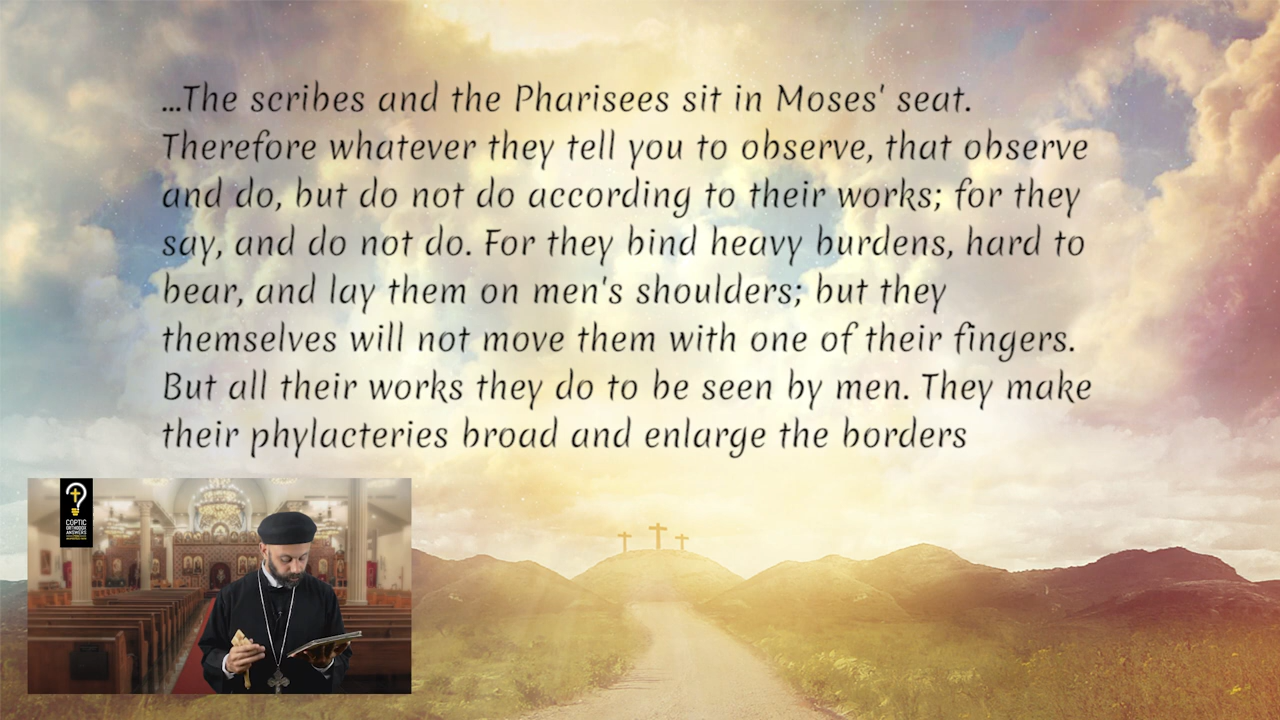 ...The scribes and the Pharisees sit in Moses' seat.
Therefore whatever they tell you to observe, that observe
and do, but do not do according to their works; for they
say, and do not do. For they bind heavy burdens, hard to
bear, and lay them on men's shoulders; but they
themselves will not move them with one of their fingers.
But all their works they do to be seen by men. They make
their phylacteries broad and enlarge the borders
COPTIC
ORTHODOX
ANSWERS